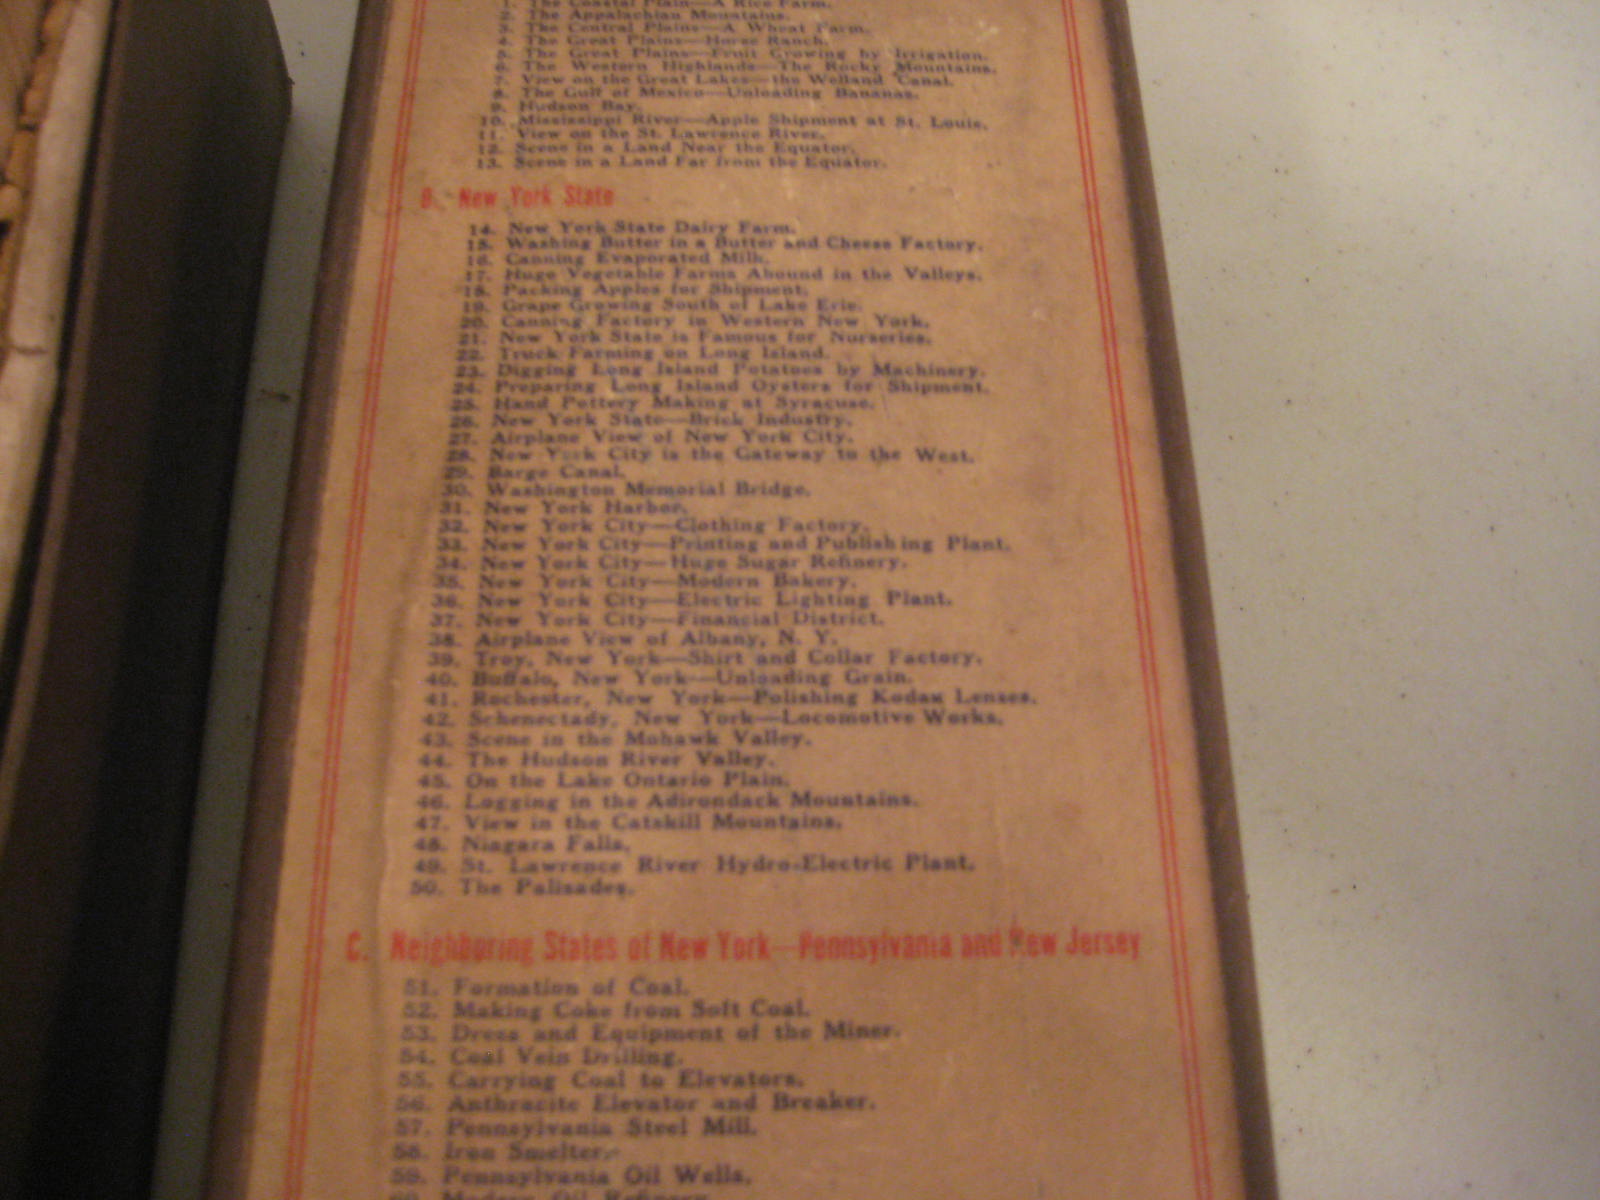 1. The Coastal Plain—A Rice Farm.
2. The Appalachian Mountains.
3. The Central Plains—A Wheat Farm.
4. The Great Plains—Horse Ranch.
5. The Great Plains—Fruit Growing by Irrigation.
6. The Western Highlands—The Rocky Mountains.
7. View on the Great Lakes—the Welland Canal.
8. The Gulf of Mexico—Unloading Bananas.
9. Hudson Bay.
10. Mississippi River—Apple Shipment at St. Louis.
11. View on the St. Lawrence River.
12. Scene in a Land Near the Equator.
13. Scene in a Land Far from the Equator.
B. New York State
14. New York State Dairy Farm.
15. Washing Butter in a Butter and Cheese Factory.
16. Canning Evaporated Milk.
17. Huge Vegetable Farms Abound in the Valleys.
18. Packing Apples for Shipment.
19. Grape Growing South of Lake Erie.
20. Canning Factory in Western New York.
21. New York State is Famous for Nurseries.
22. Truck Farming on Long Island.
23. Digging Long Island Potatoes by Machinery.
24. Preparing Long Island Oysters for Shipment.
25. Hand Pottery Making at Syracuse.
26. New York State—Brick Industry.
27. Airplane View of New York City.
28. New York City is the Gateway to the West.
29. Barge Canal.
30. Washington Memorial Bridge.
31. New York Harbor.
32. New York City—Clothing Factory.
33. New York City—Printing and Publishing Plant.
34. New York City—Huge Sugar Refinery.
35. New York City—Modern Bakery.
36. New York City—Electric Lighting Plant.
37. New York City—Financial District.
38. Airplane View of Albany, N. Y.
39. Troy, New York—Shirt and Collar Factory.
40. Buffalo, New York—Unloading Grain.
41. Rochester, New York—Polishing Kodak Lenses.
42. Schenectady, New York—Locomotive Works.
43. Scene in the Mohawk Valley.
44. The Hudson River Valley.
45. On the Lake Ontario Plain.
46. Logging in the Adirondack Mountains.
47. View in the Catskill Mountains.
48. Niagara Falls.
49. St. Lawrence River Hydro-Electric Plant.
50. The Palisades.
C. Neighboring States of New York—Pennsylvania and New Jersey
51. Formation of Coal.
52. Making Coke from Soft Coal.
53. Dress and Equipment of the Miner.
54. Coal Vein Drilling.
55. Carrying Coal to Elevators.
56. Anthracite Elevator and Breaker.
57. Pennsylvania Steel Mill.
58. Iron Smelter.
59. Pennsylvania Oil Wells.
60. Modern Oil Refinery.